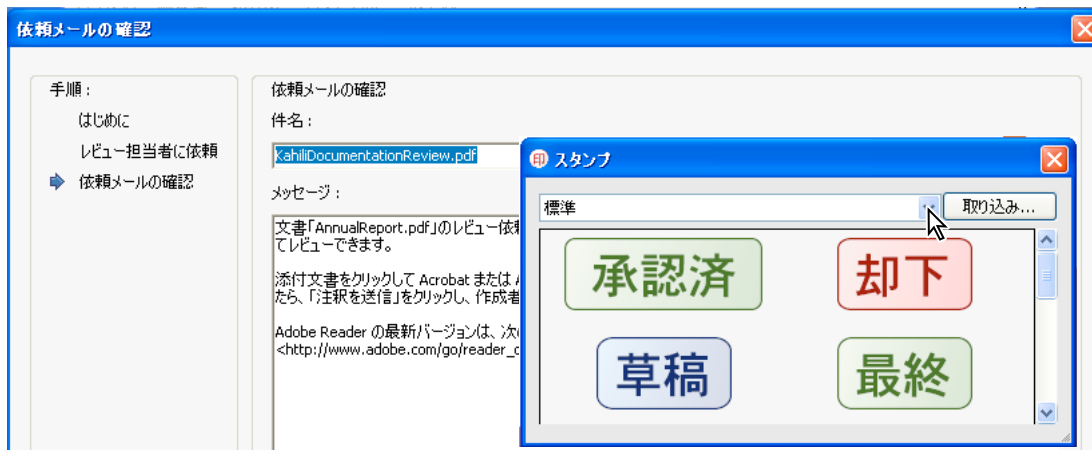 依頼メールの確認
手順：
はじめに
レビュー担当者に依頼
依頼メールの確認
依頼メールの確認
件名：
KahiliDocumentationReview.pdf
メッセージ：
文書「AnnualReport.pdf」のレビュー依
てレビューできます。
添付文書をクリックして Acrobat または
たら、「注釈を送信」をクリックし、作成者
Adobe Reader の最新バージョンは、次
<http://www.adobe.com/go/reader_
印 スタンプ
標準
取り込み...
承認済
却下
草稿
最終